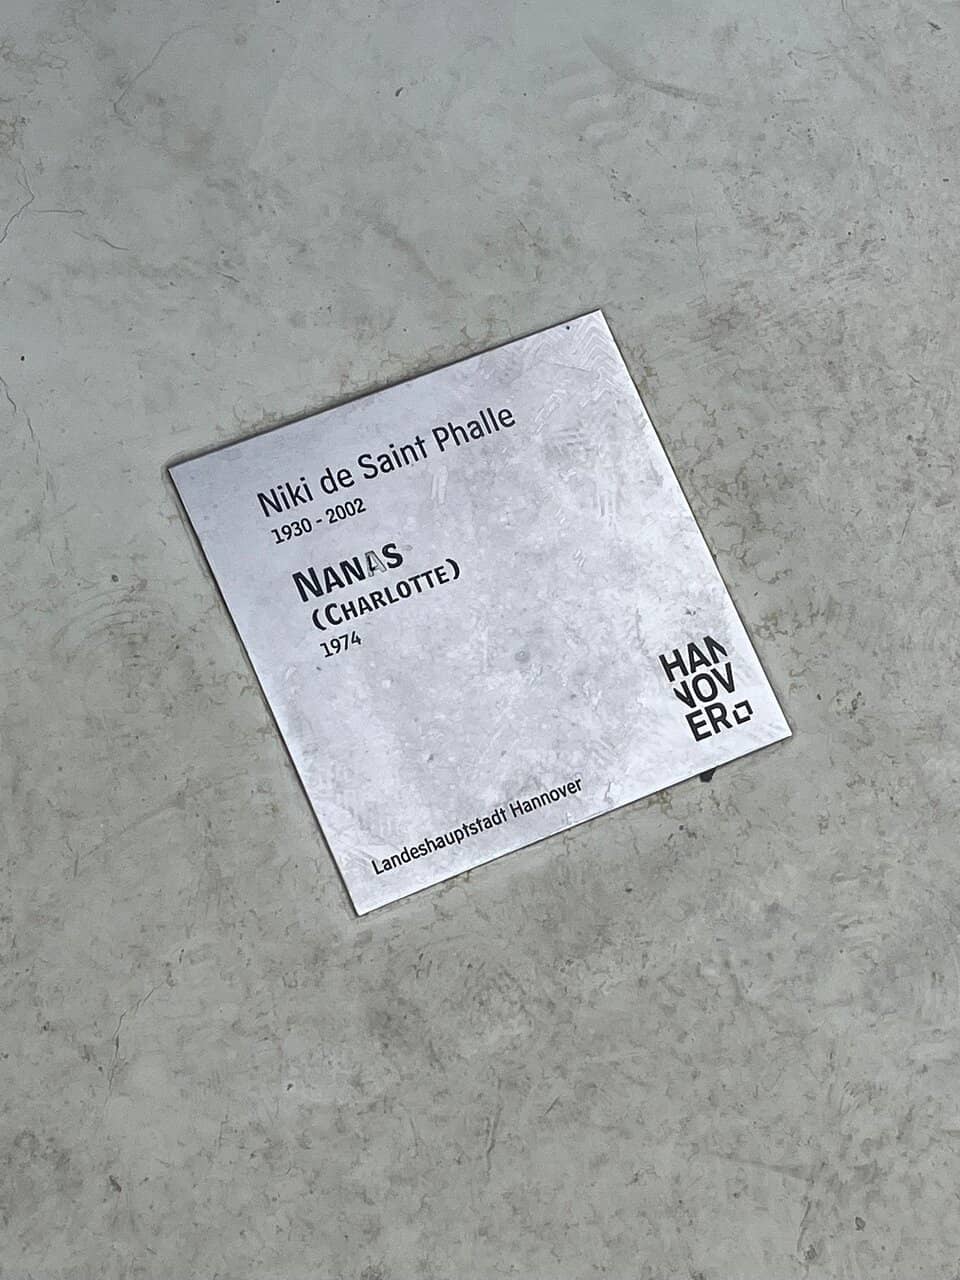 Niki de Saint Phalle
1930 - 2002
NANAS
(CHARLOTTE)
1974
HAN
NOV
ER
Landeshauptstadt Hannover